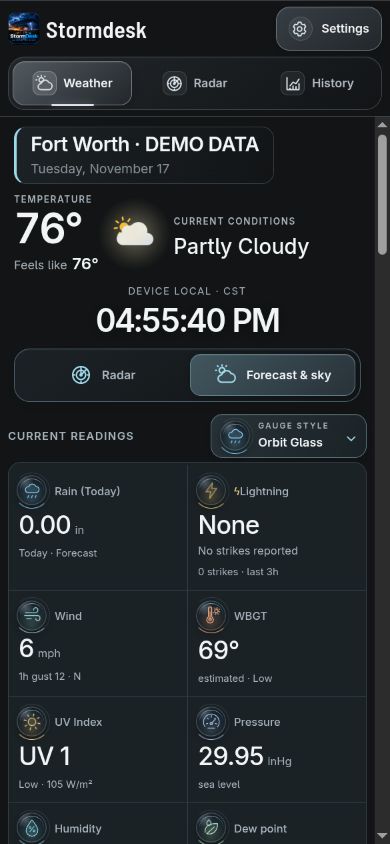 Stormdesk
Settings
Weather
Radar
History
Fort Worth · DEMO DATA
Tuesday, November 17
TEMPERATURE
76°
Feels like 76°
CURRENT CONDITIONS
Partly Cloudy
DEVICE LOCAL · CST
04:55:40 PM
Radar
Forecast & sky
CURRENT READINGS
GAUGE STYLE
Orbit Glass
Rain (Today)
0.00 in
Today · Forecast
ϟLightning
None
No strikes reported
0 strikes · last 3h
Wind
6 mph
1h gust 12 · N
WBGT
69°
estimated · Low
UV Index
UV 1
Low · 105 W/m²
Pressure
29.95 inHg
sea level
Humidity
Dew point